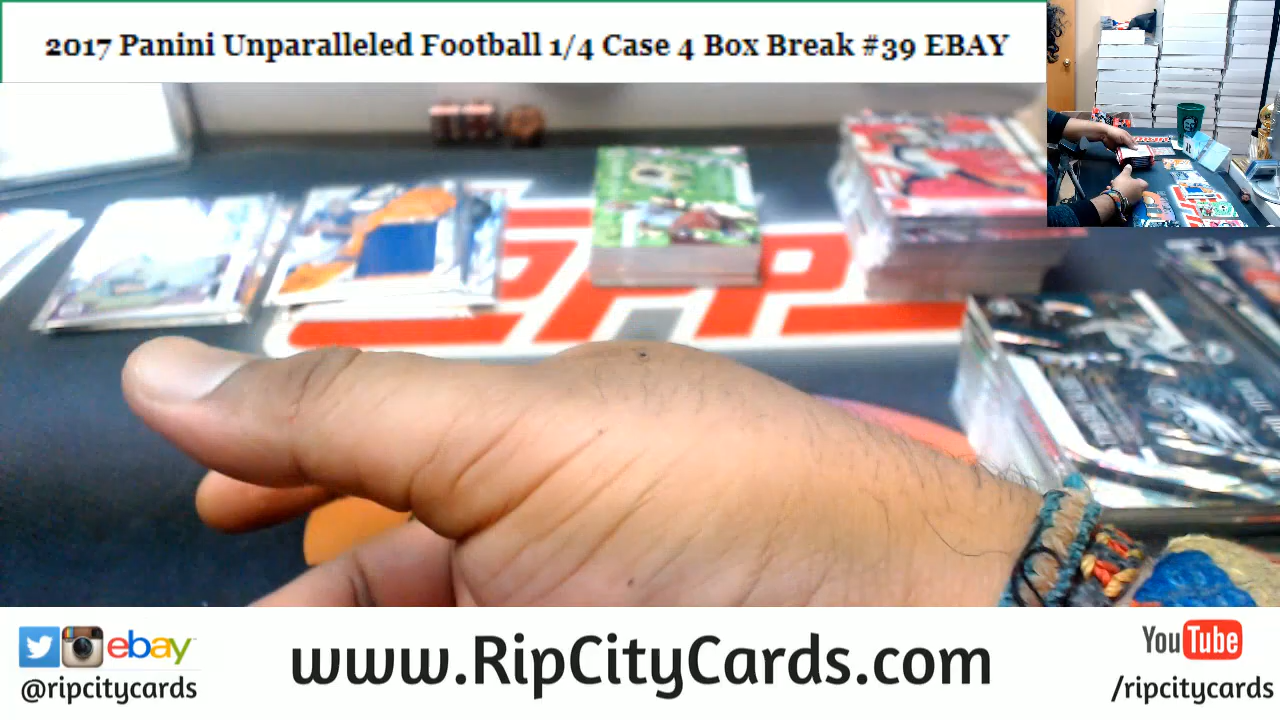 2017 Panini Unparalleled Football 1/4 Case 4 Box Break #39 EBAY
ebay
@ripcitycards
www.RipCityCards.com
YouTube
/ripcitycards